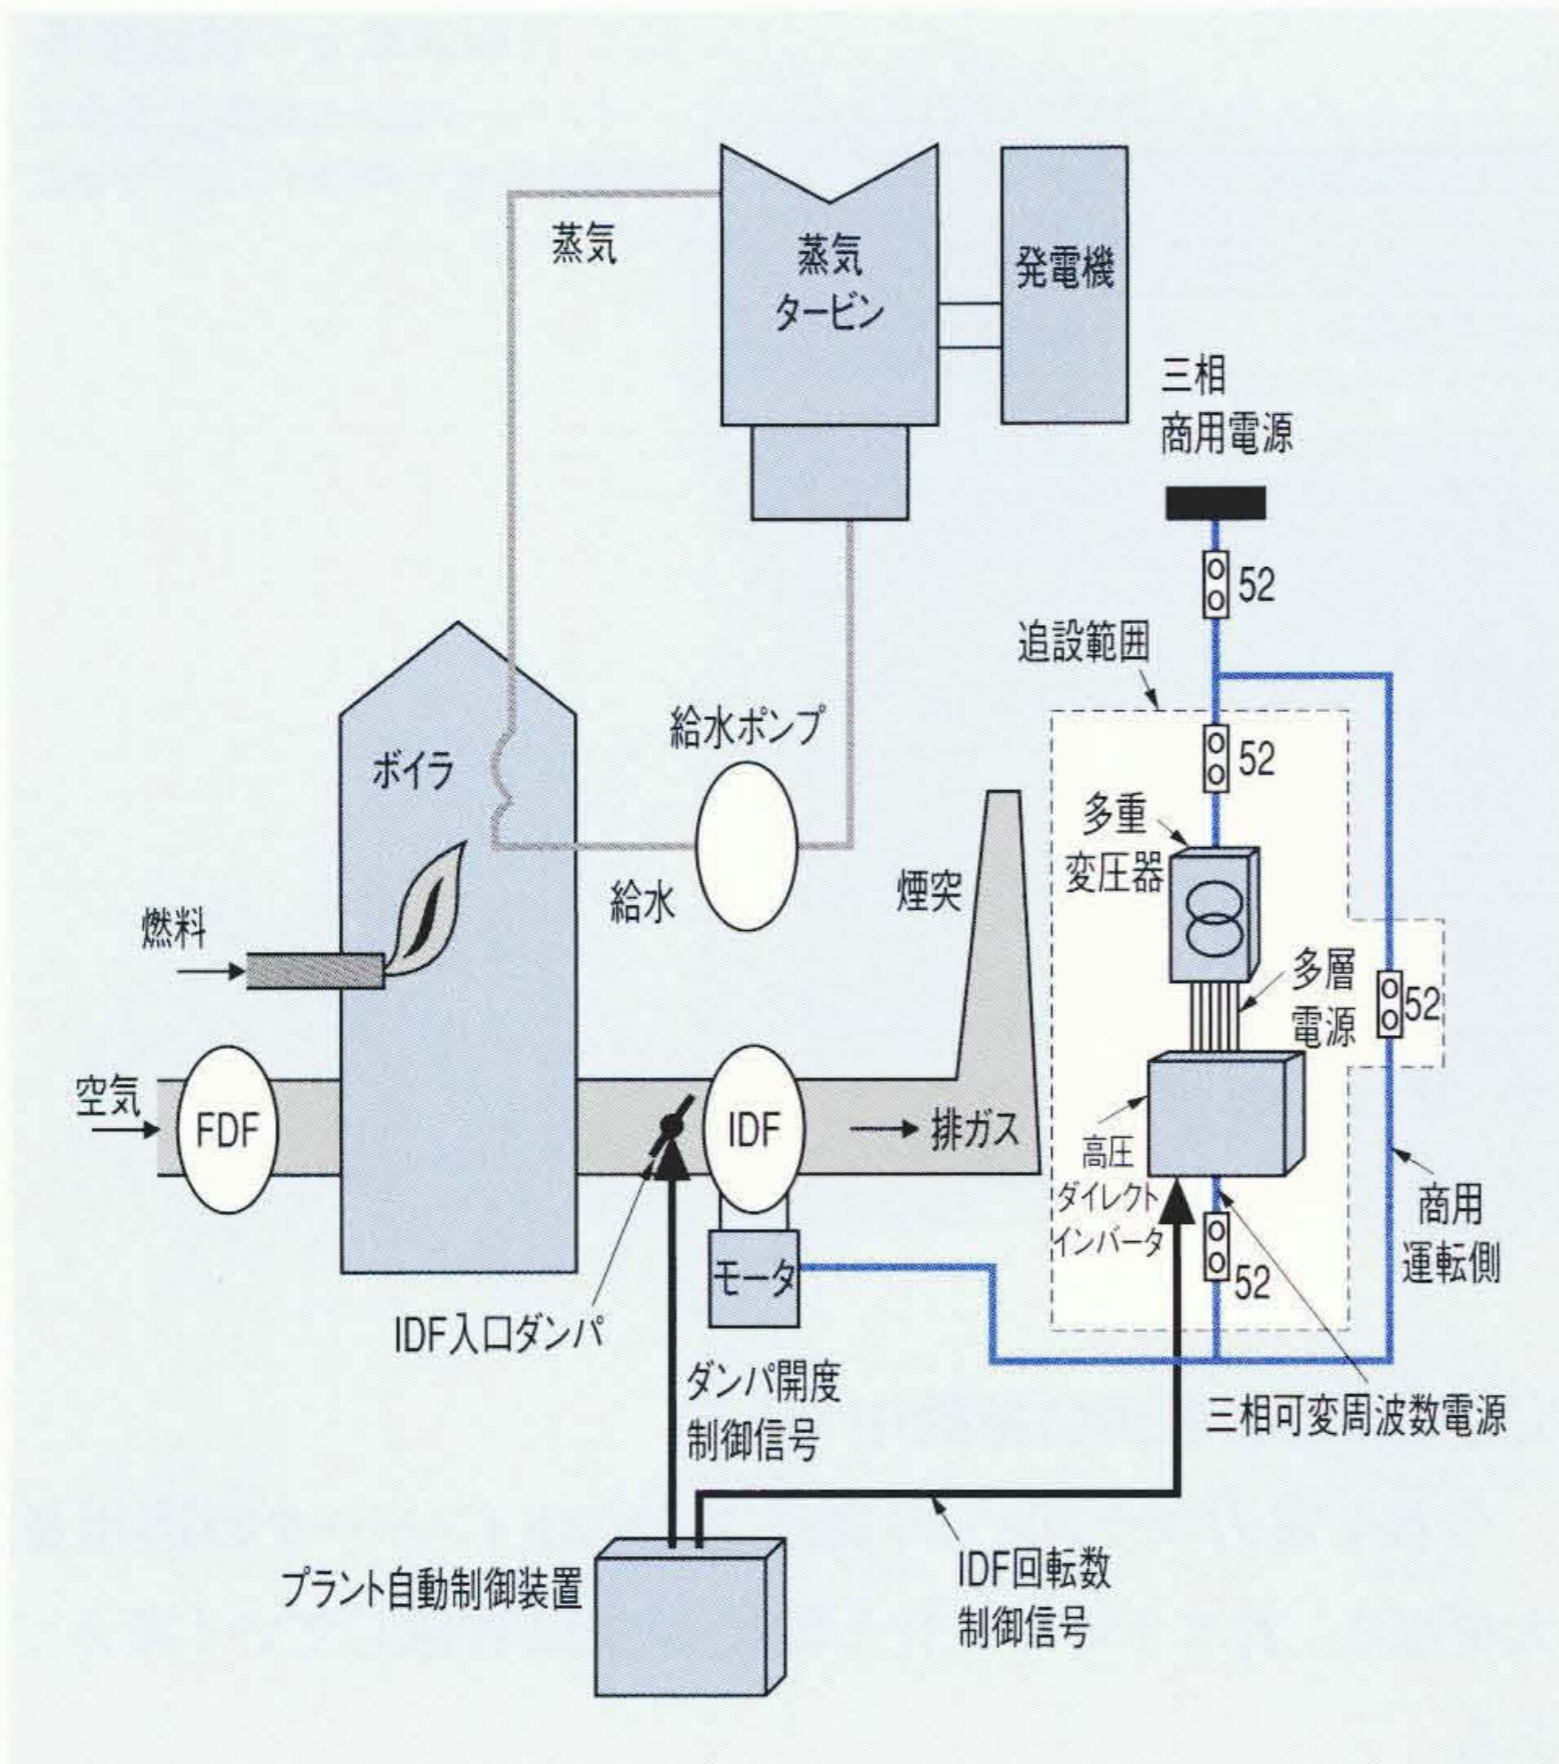 蒸気
蒸気
タービン
発電機
三相
商用電源
52
追設範囲
給水ポンプ
52
ボイラ
多重
変圧器
給水
煙突
燃料
多層
電源
52
空気
FDF
IDF
排ガス
高圧
ダイレクト
インバータ
商用
運転側
モータ
52
IDF入口ダンパ
ダンパ開度
制御信号
三相可変周波数電源
IDF回転数
制御信号
プラント自動制御装置